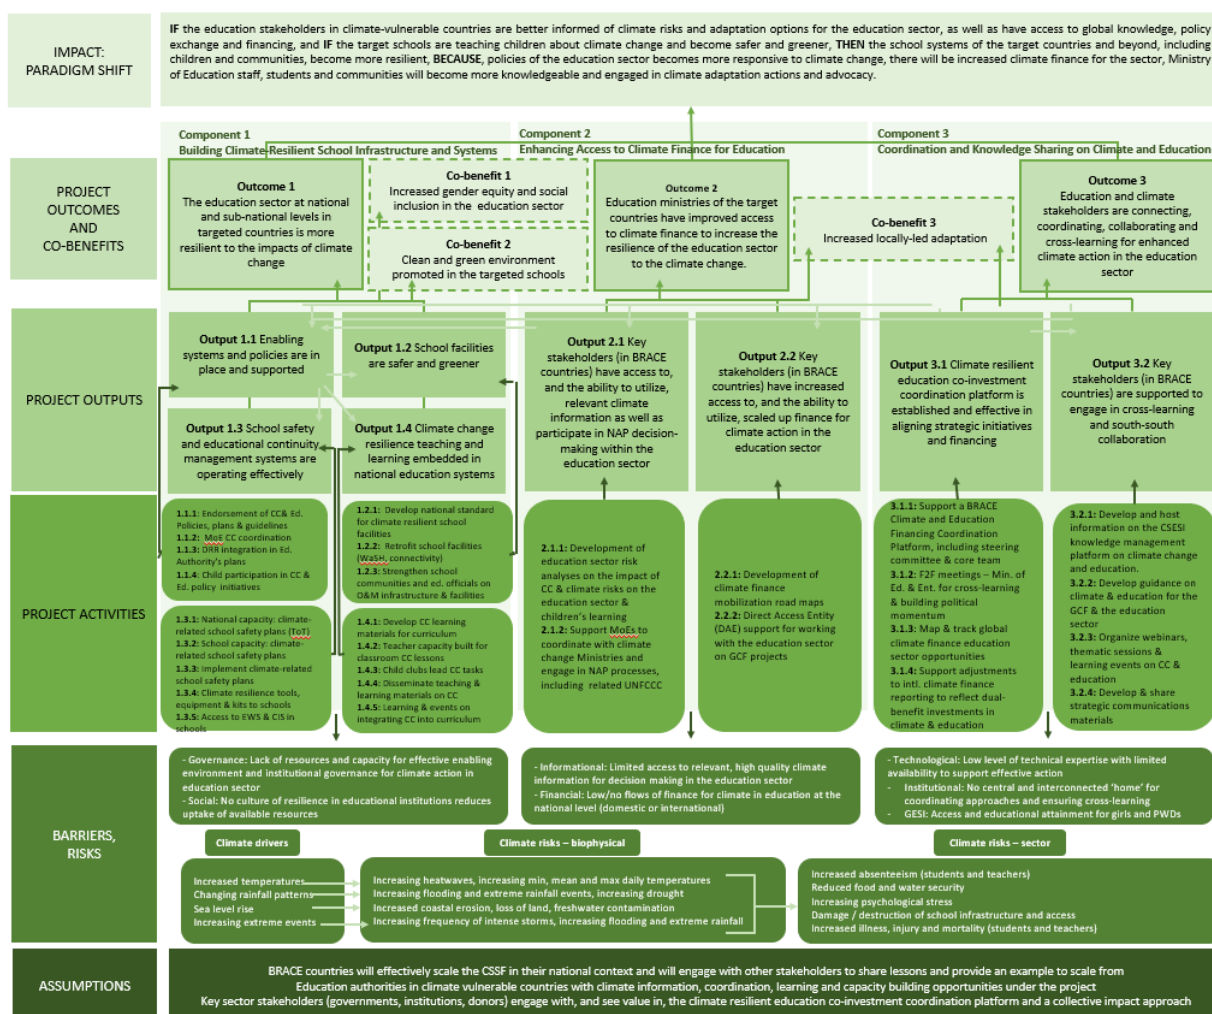 IMPACT:
PARADIGM SHIFT
IF the education stakeholders in climate-vulnerable countries are better informed of climate risks and adaptation options for the education sector, as well as have access to global knowledge, policy
exchange and financing, and IF the target schools are teaching children about climate change and become safer and greener, THEN the school systems of the target countries and beyond, including
children and communities, become more resilient, BECAUSE, policies of the education sector becomes more responsive to climate change, there will be increased climate finance for the sector, Ministry
of Education staff, students and communities will become more knowledgeable and engaged in climate adaptation actions and advocacy.
Component 1
Building Climate-Resilient School Infrastructure and Systems
Component 2
Enhancing Access to Climate Finance for Education
Component 3
Coordination and Knowledge Sharing on Climate and Education
PROJECT
OUTCOMES
AND
CO-BENEFITS
Outcome 1
The education sector at national
and sub-national levels in
targeted countries is more
resilient to the impacts of climate
change
Co-benefit 1
Increased gender equity and social
inclusion in the education sector
Co-benefit 2
Clean and green environment
promoted in the targeted schools
Outcome 2
Education ministries of the target
countries have improved access
to climate finance to increase the
resilience of the education sector
to the climate change.
Co-benefit 3
Increased locally-led adaptation
Outcome 3
Education and climate
stakeholders are connecting,
coordinating, collaborating and
cross-learning for enhanced
climate action in the education
sector
PROJECT OUTPUTS
Output 1.1 Enabling
systems and policies are in
place and supported
Output 1.2 School facilities
are safer and greener
Output 1.3 School safety
and educational continuity
management systems are
operating effectively
Output 1.4 Climate change
resilience teaching and
learning embedded in
national education systems
Output 2.1 Key
stakeholders (in BRACE
countries) have access to,
and the ability to utilize,
relevant climate
information as well as
participate in NAP decision-
making within the
education sector
Output 2.2 Key
stakeholders (in BRACE
countries) have increased
access to, and the ability to
utilize, scaled up finance for
climate action in the
education sector
Output 3.1 Climate resilient
education co-investment
coordination platform is
established and effective in
aligning strategic initiatives
and financing
Output 3.2 Key
stakeholders (in BRACE
countries) are supported to
engage in cross-learning
and south-south
collaboration
PROJECT ACTIVITIES
1.1.1: Endorsement of CC& Ed.
Policies, plans & guidelines
1.1.2: MoE CC coordination
1.1.3: DRR integration in Ed.
Authority's plans
1.1.4: Child participation in CC &
Ed. policy initiatives
1.2.1: Develop national standard
for climate resilient school
facilities
1.2.2: Retrofit school facilities
(WaSH, connectivity)
1.2.3: Strengthen school
communities and ed. officials on
O&M infrastructure & facilities
1.3.1: National capacity: climate-
related school safety plans (ToT)
1.3.2: School capacity: climate-
related school safety plans
1.3.3: Implement climate-related
school safety plans
1.3.4: Climate resilience tools,
equipment & kits to schools
1.3.5: Access to EWS & CIS in
schools
1.4.1: Develop CC learning
materials for curriculum
1.4.2: Teacher capacity built for
classroom CC lessons
1.4.3: Child clubs lead CC tasks
1.4.4: Disseminate teaching &
learning materials on CC
1.4.5: Learning & events on
integrating CC into curriculum
2.1.1: Development of
education sector risk
analyses on the impact of
CC & climate risks on the
education sector &
children's learning
2.1.2: Support MoEs to
coordinate with climate
change Ministries and
engage in NAP processes,
including related UNFCCC
2.2.1: Development of
climate finance
mobilization road maps
2.2.2: Direct Access Entity
(DAE) support for working
with the education sector
on GCF projects
3.1.1: Support a BRACE
Climate and Education
Financing Coordination
Platform, including steering
committee & core team
3.1.2: F2F meetings – Min. of
Ed. & Ent. for cross-learning
& building political
momentum
3.1.3: Map & track global
climate finance education
sector opportunities
3.1.4: Support adjustments
to intl. climate finance
reporting to reflect dual-
benefit investments in
climate & education
3.2.1: Develop and host
information on the CSESI
knowledge management
platform on climate change
and education.
3.2.2: Develop guidance on
climate & education for the
GCF & the education
sector
3.2.3: Organize webinars,
thematic sessions &
learning events on CC &
education
3.2.4: Develop & share
strategic communications
materials
BARRIERS,
RISKS
- Governance: Lack of resources and capacity for effective enabling
environment and institutional governance for climate action in
education sector
- Social: No culture of resilience in educational institutions reduces
uptake of available resources
- Informational: Limited access to relevant, high quality climate
information for decision making in the education sector
- Financial: Low/no flows of finance for climate in education at the
national level (domestic or international)
- Technological: Low level of technical expertise with limited
availability to support effective action
- Institutional: No central and interconnected 'home' for
coordinating approaches and ensuring cross-learning
- GESI: Access and educational attainment for girls and PWDs
Climate drivers
Climate risks – biophysical
Climate risks – sector
Increased temperatures
Changing rainfall patterns
Sea level rise
Increasing extreme events
Increasing heatwaves, increasing min, mean and max daily temperatures
Increasing flooding and extreme rainfall events, increasing drought
Increased coastal erosion, loss of land, freshwater contamination
Increasing frequency of intense storms, increasing flooding and extreme rainfall
Increased absenteeism (students and teachers)
Reduced food and water security
Increasing psychological stress
Damage / destruction of school infrastructure and access
Increased illness, injury and mortality (students and teachers)
ASSUMPTIONS
BRACE countries will effectively scale the CSSF in their national context and will engage with other stakeholders to share lessons and provide an example to scale from
Education authorities in climate vulnerable countries with climate information, coordination, learning and capacity building opportunities under the project
Key sector stakeholders (governments, institutions, donors) engage with, and see value in, the climate resilient education co-investment coordination platform and a collective impact approach